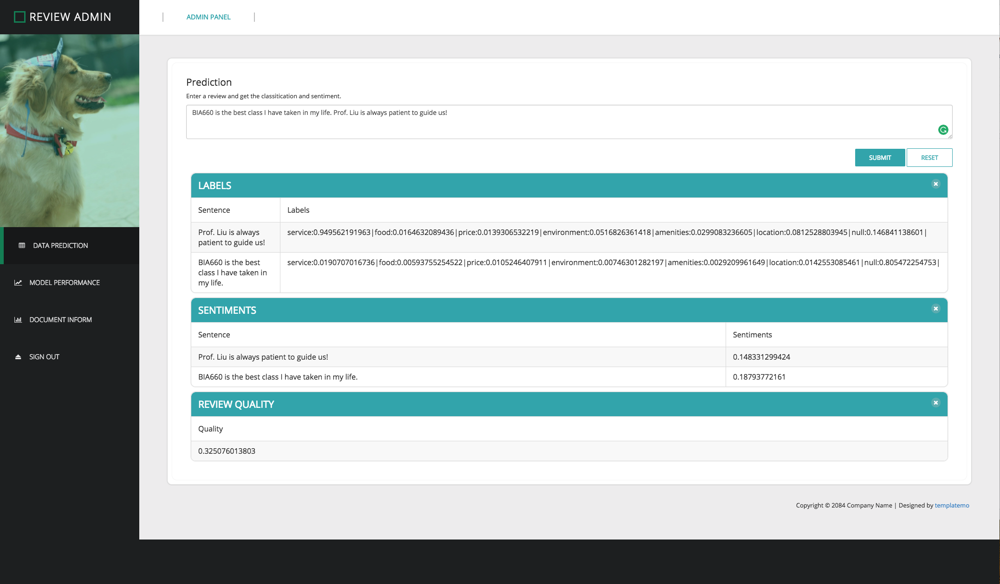 REVIEW ADMIN
ADMIN PANEL
DATA PREDICTION
MODEL PERFORMANCE
DOCUMENT INFORM
SIGN OUT
Prediction
Enter a review and get the classitication and sentiment.
BIA660 is the best class I have taken in my life. Prof. Liu is always patient to guide us!
SUBMIT RESET
LABELS
Sentence Labels
Prof. Liu is always service:0.949562191963|food:0.0164632089436|price:0.0139306532219|environment:0.0516826361418|amenities:0.0299083236605|location:0.0812528803945|null:0.146841138601|
patient to guide us!
BIA660 is the best service:0.0190707016736|food:0.00593755254522|price:0.0105246407911|environment:0.00746301282197|amenities:0.0029209961649|location:0.0142553085461|null:0.805472254753|
class I have taken in
my life.
SENTIMENTS
Sentence Sentiments
Prof. Liu is always patient to guide us! 0.148331299424
BIA660 is the best class I have taken in my life. 0.18793772161
REVIEW QUALITY
Quality
0.325076013803
Copyright © 2084 Company Name | Designed by templatemo